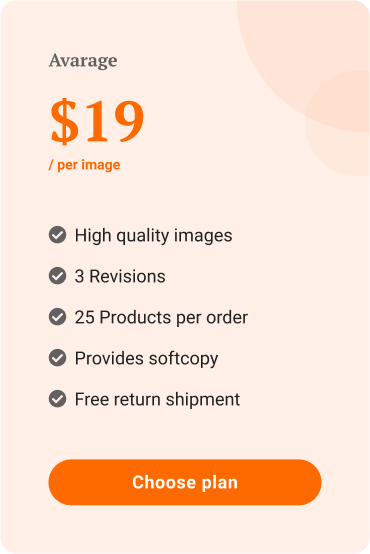 Avarage
$19
/ per image
High quality images
3 Revisions
25 Products per order
Provides softcopy
Free return shipment
Choose plan